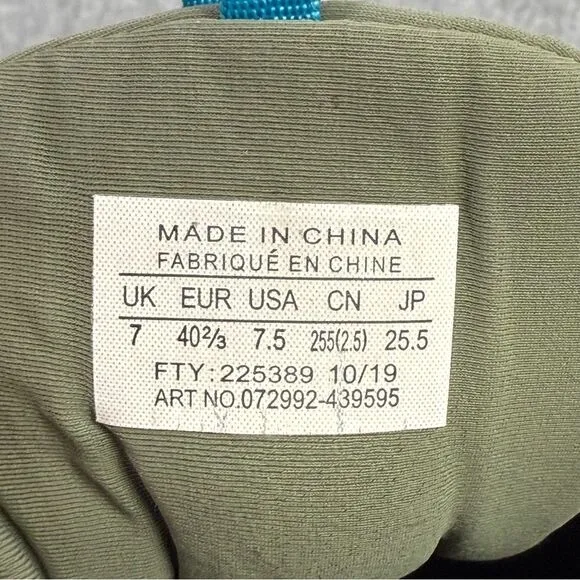 MADE IN CHINA
FABRIQUÉ EN CHINE
UK EUR USA CN JP
7 40⅔ 7.5 255(2.5) 25.5
FTY: 225389 10/19
ART NO.072992-439595